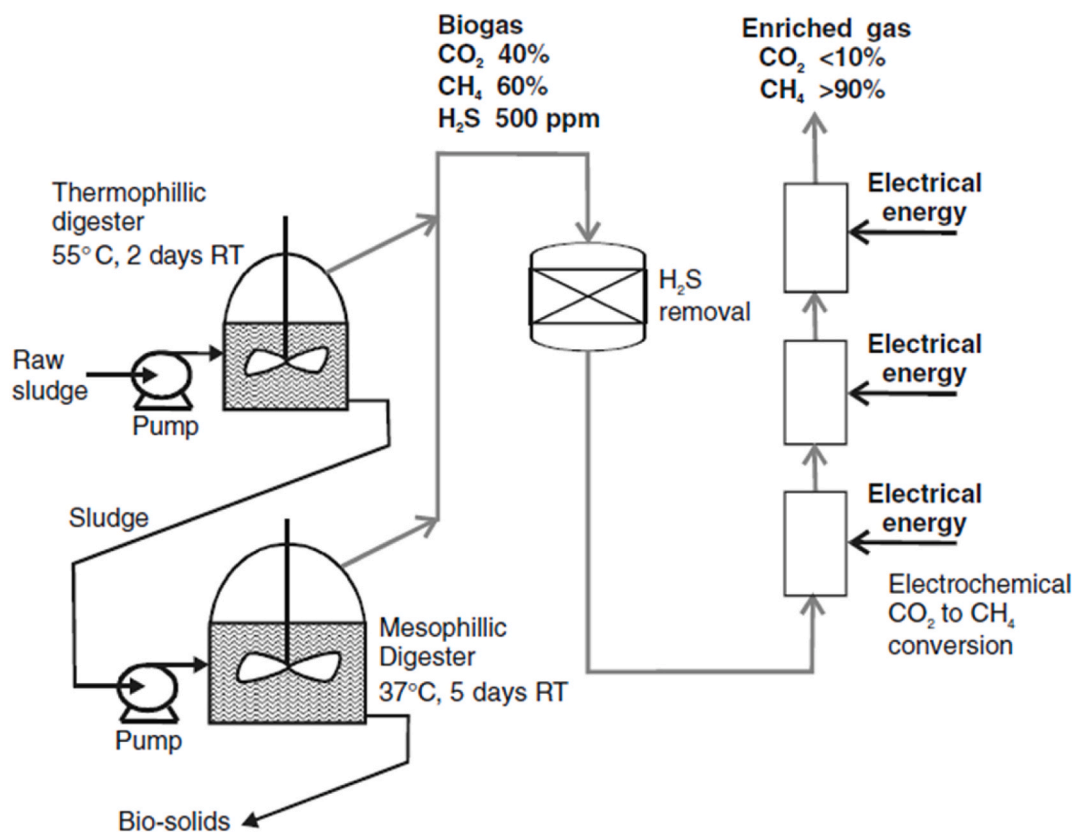 Biogas
CO₂ 40%
CH₄ 60%
H₂S 500 ppm
Enriched gas
CO₂ <10%
CH₄ >90%
Thermophillic
digester
55°C, 2 days RT
Raw
sludge
Pump
H₂S
removal
Electrical
energy
Electrical
energy
Electrical
energy
Electrochemical
CO₂ to CH₄
conversion
Sludge
Mesophillic
Digester
37°C, 5 days RT
Pump
Bio-solids